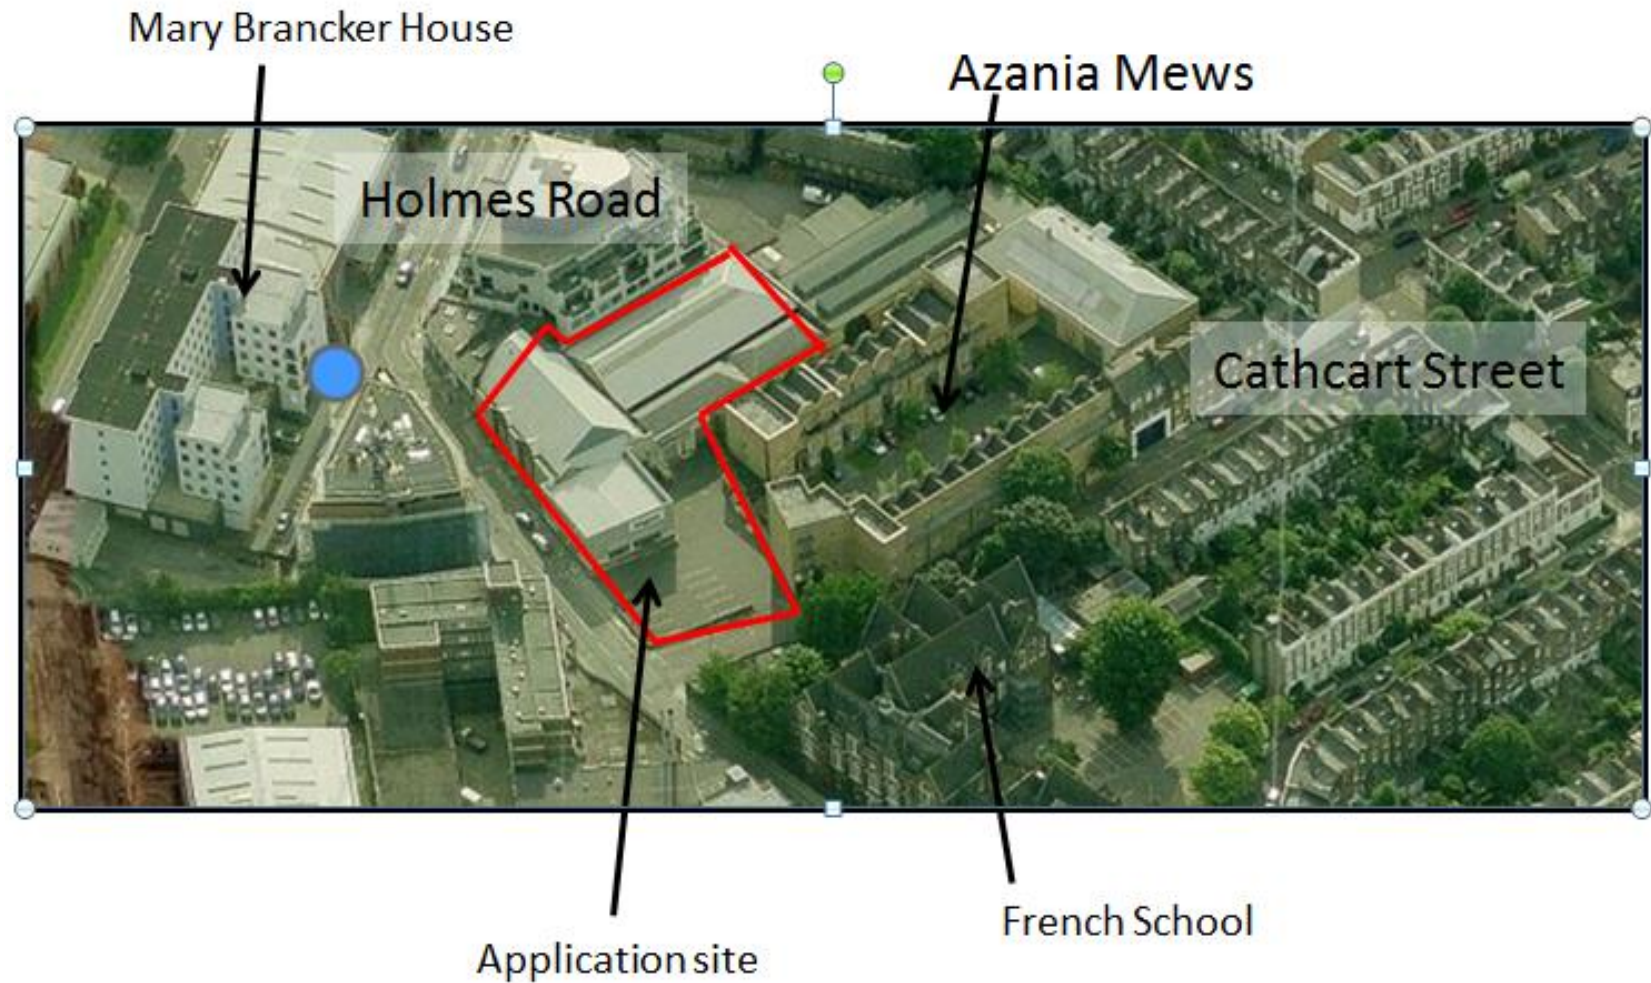 Mary Brancker House
Azania Mews
Holmes Road
Cathcart Street
French School
Application site